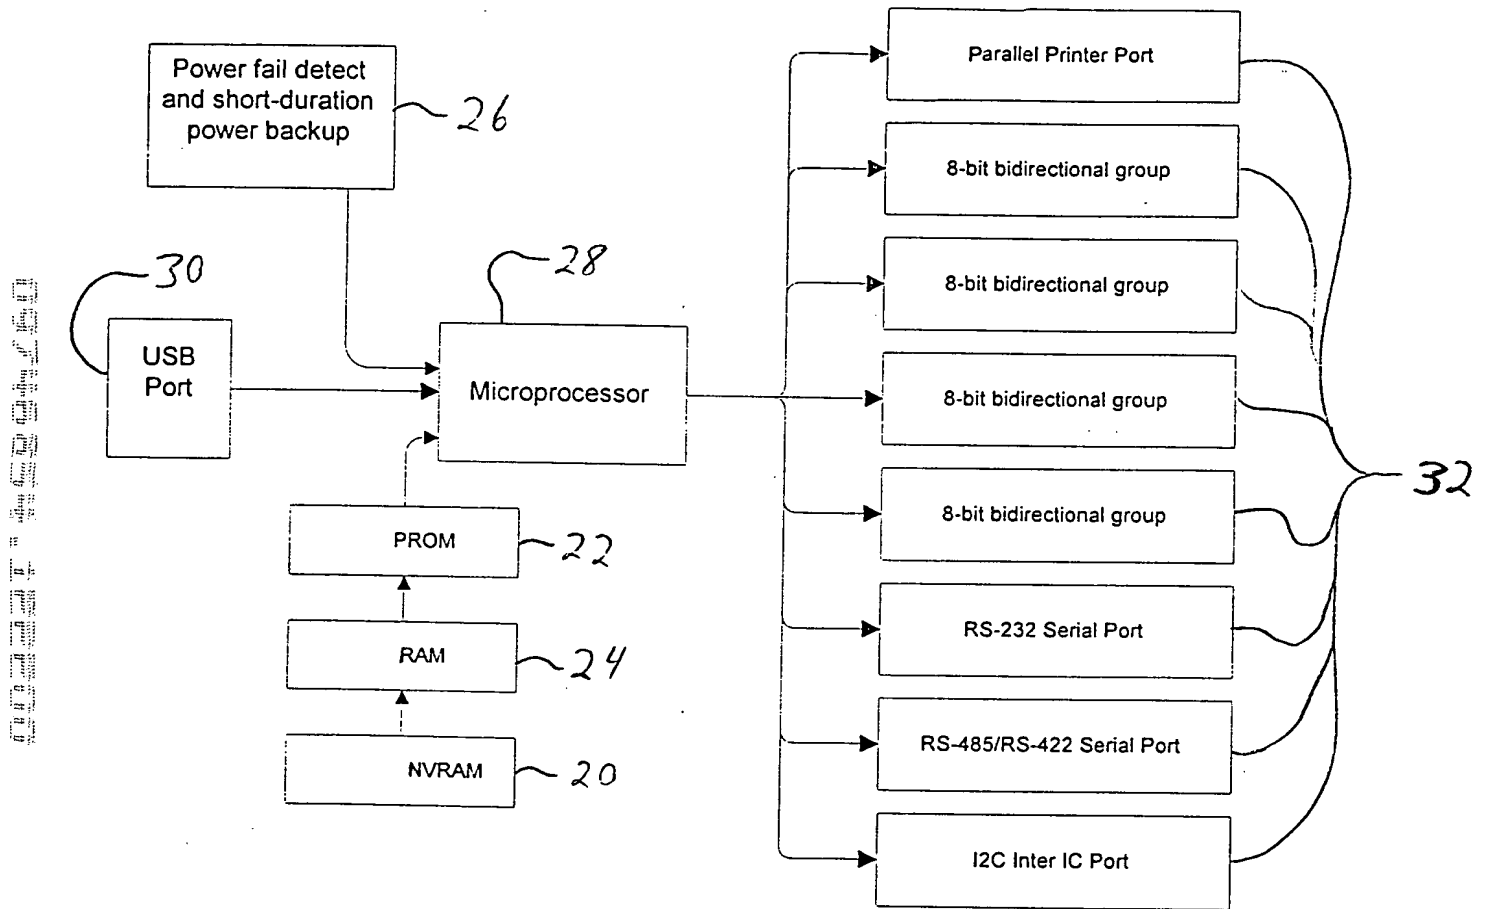 Power fail detect
and short-duration
power backup
26
30
28
USB
Port
Microprocessor
PROM
22
RAM
24
NVRAM
20
Parallel Printer Port
8-bit bidirectional group
8-bit bidirectional group
8-bit bidirectional group
8-bit bidirectional group
RS-232 Serial Port
RS-485/RS-422 Serial Port
I2C Inter IC Port
32